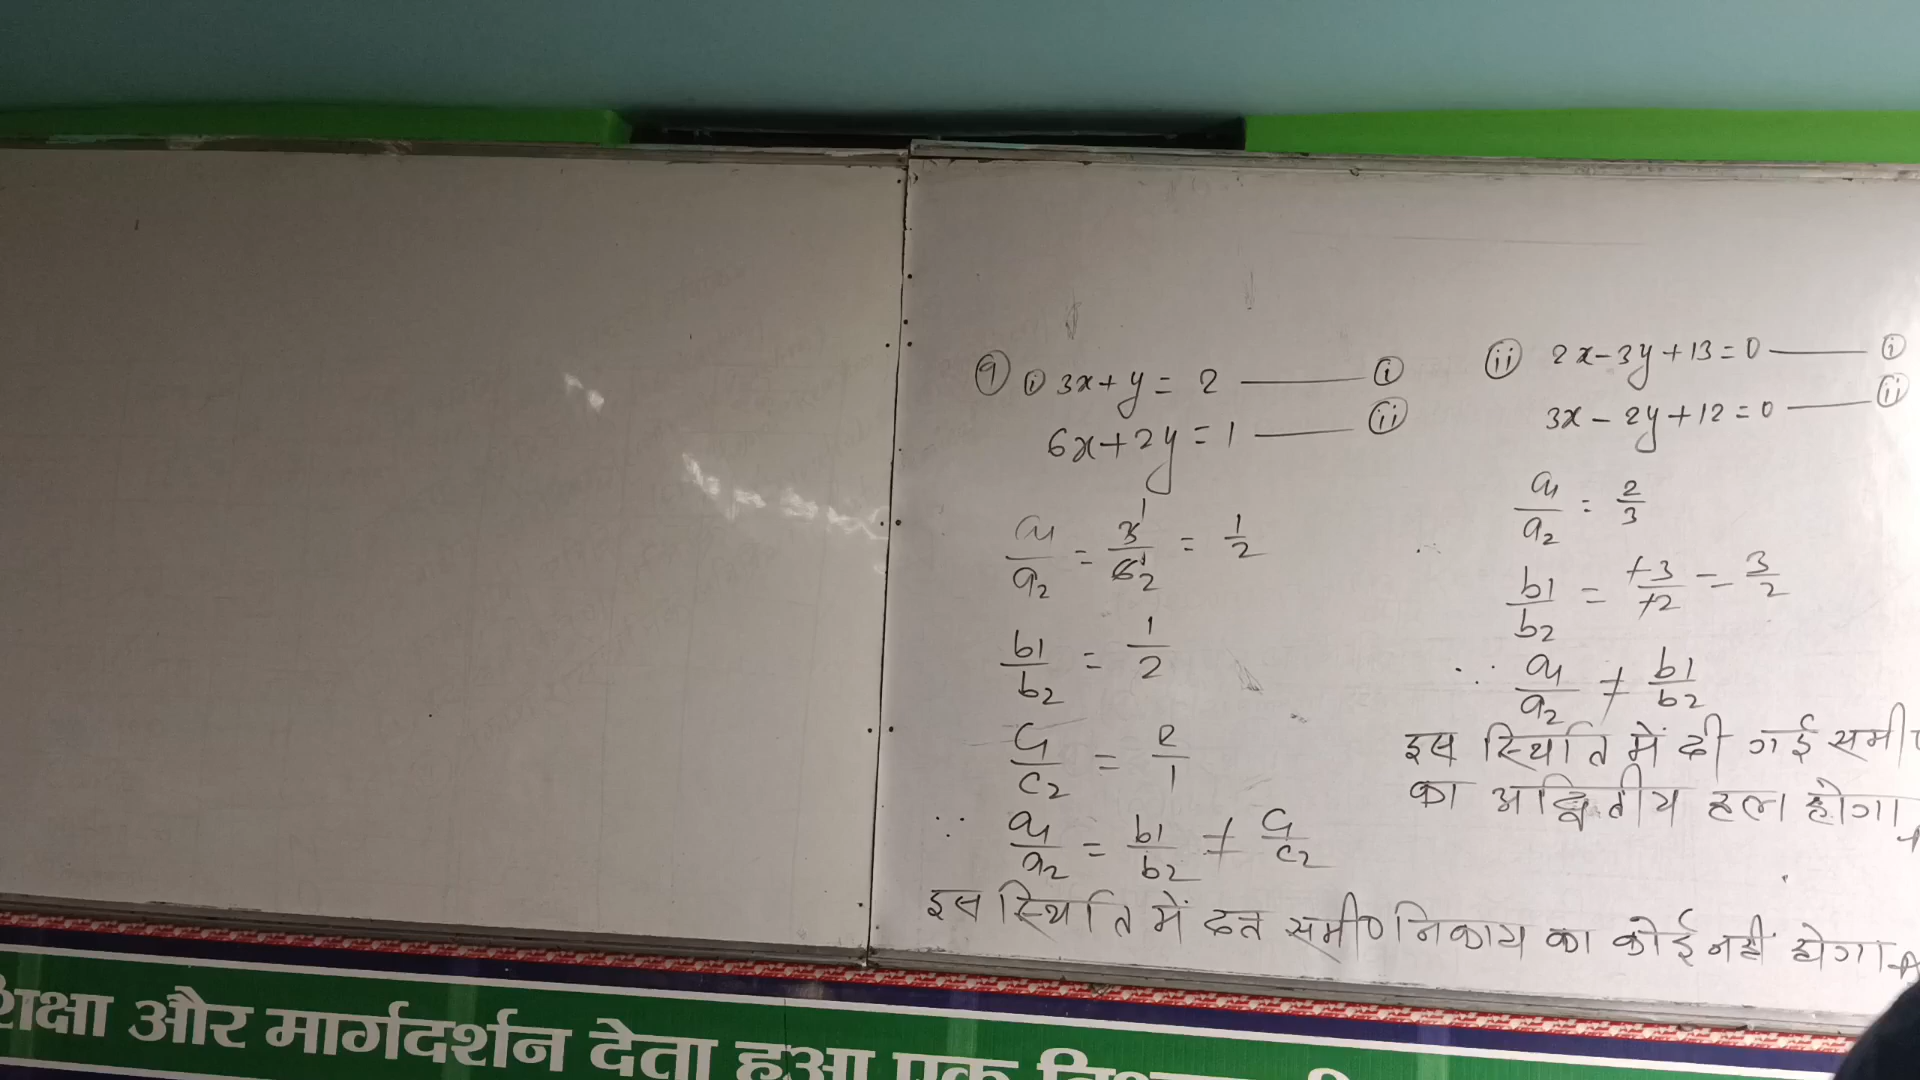 9 i 3x+y = 2 ——— i
6x+2y = 1 ——— ii
a1/a2 = 3/6 = 1/2
b1/b2 = 1/2
c1/c2 = 2/1
∵ a1/a2 = b1/b2 ≠ c1/c2
इस स्थिति में दत्त समी० निकाय का कोई नहीं होगा
ii 2x-3y+13=0 ——— i
3x-2y+12=0 ——— ii
a1/a2 = 2/3
b1/b2 = -3/-2 = 3/2
∵ a1/a2 ≠ b1/b2
इस स्थिति में दी गई समी०
का अद्वितीय हल होगा
शिक्षा और मार्गदर्शन देता हुआ एक